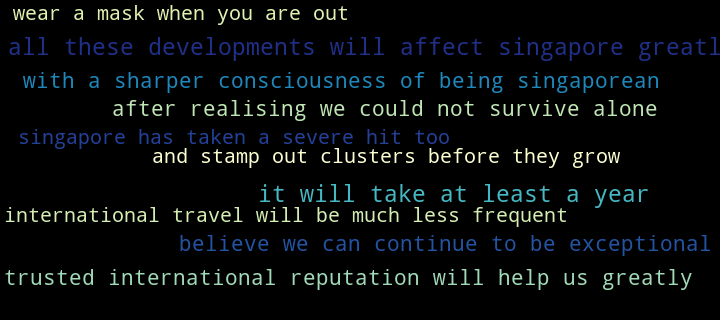 wear a mask when you are out
all these developments will affect singapore greatl
with a sharper consciousness of being singaporean
after realising we could not survive alone
singapore has taken a severe hit too
and stamp out clusters before they grow
it will take at least a year
international travel will be much less frequent
believe we can continue to be exceptional
trusted international reputation will help us greatly